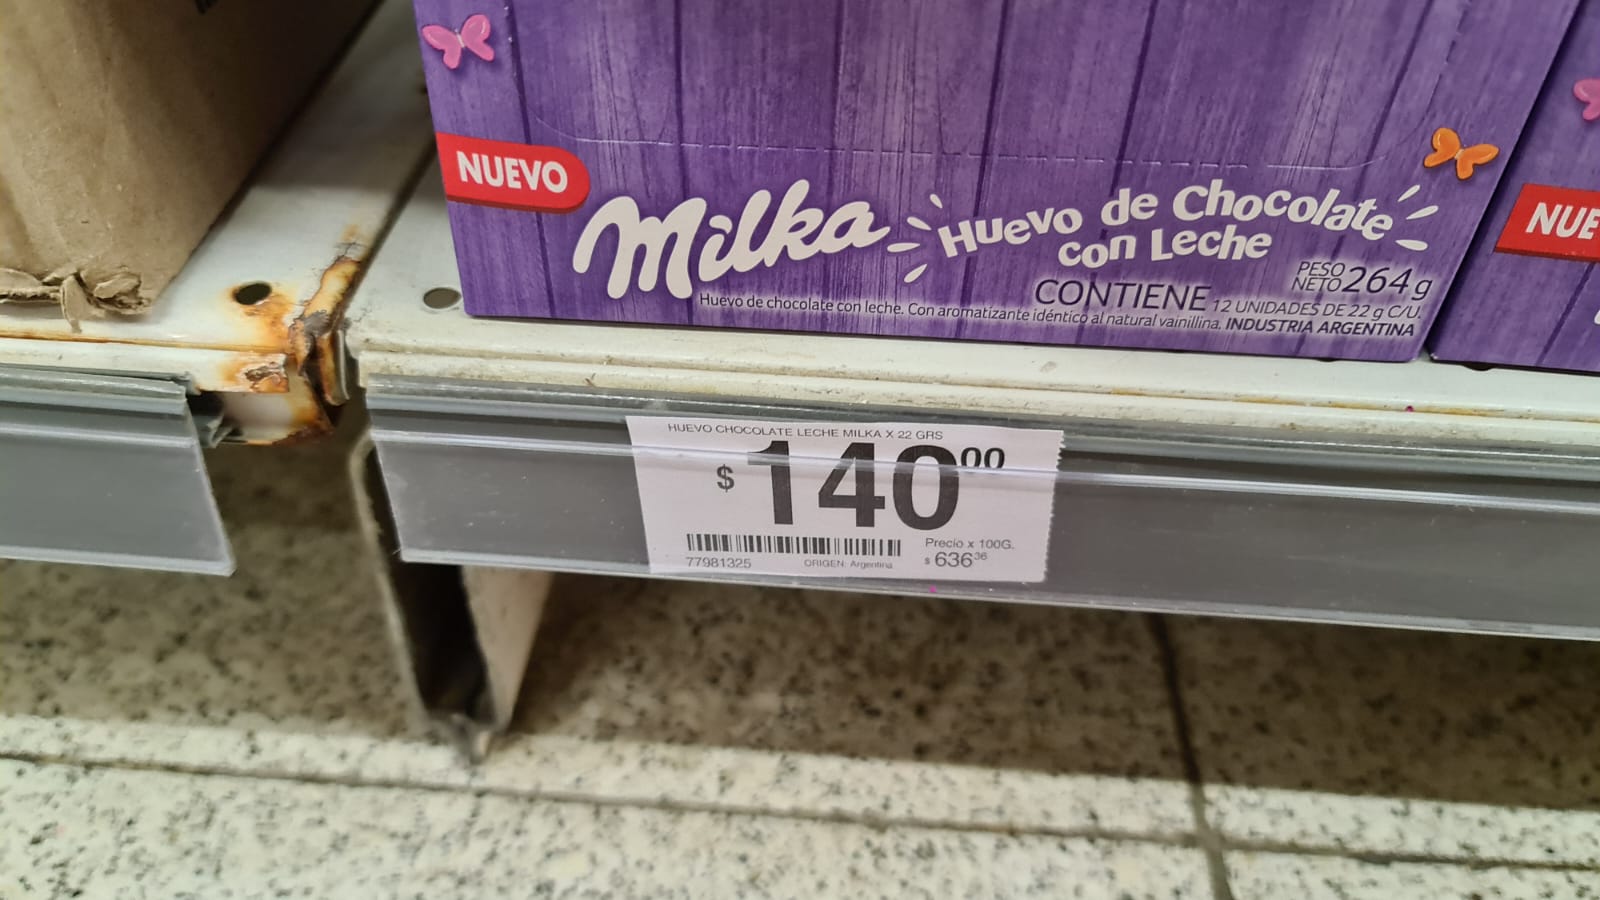 NUEVO
Milka
Huevo de Chocolate
con Leche
PESO
NETO 264 g
CONTIENE 12 UNIDADES DE 22 g C/U.
Huevo de chocolate con leche. Con aromatizante idéntico al natural vainillina. INDUSTRIA ARGENTINA
NUE
HUEVO CHOCOLATE LECHE MILKA X 22 GRS
$ 140.00
Precio x 100G.
77981325
ORIGEN: Argentina
$ 636 36